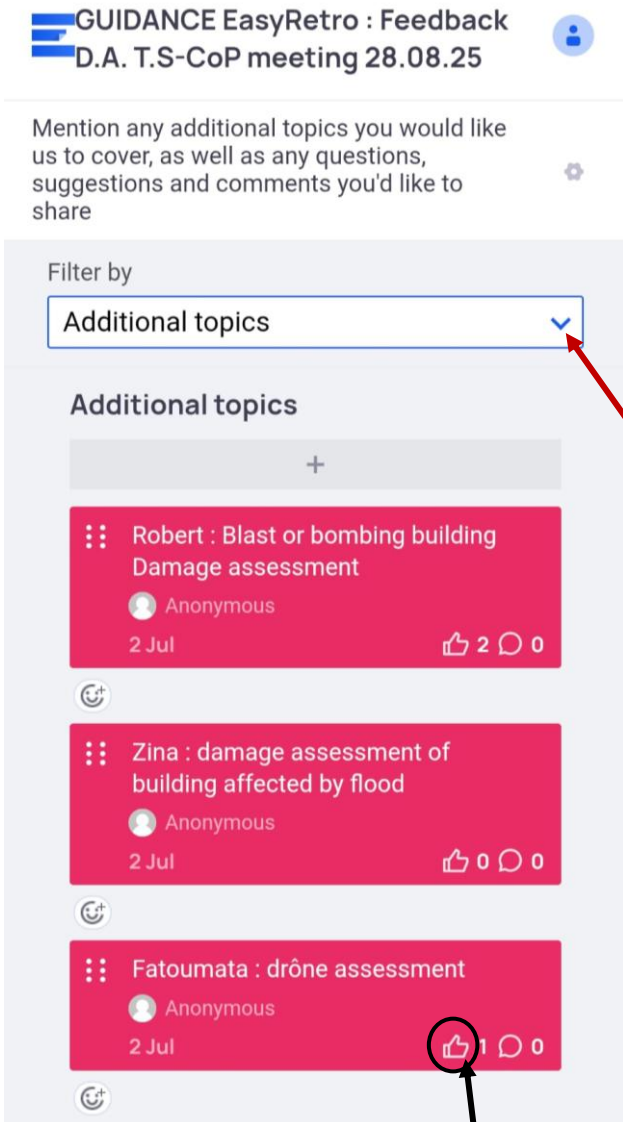 GUIDANCE EasyRetro : Feedback
D.A. T.S-CoP meeting 28.08.25
Mention any additional topics you would like
us to cover, as well as any questions,
suggestions and comments you'd like to
share
Filter by
Additional topics
Additional topics
+
Robert : Blast or bombing building
Damage assessment
Anonymous
2 Jul 2 0
Zina : damage assessment of
building affected by flood
Anonymous
2 Jul 0 0
Fatoumata : drône assessment
Anonymous
2 Jul 1 0